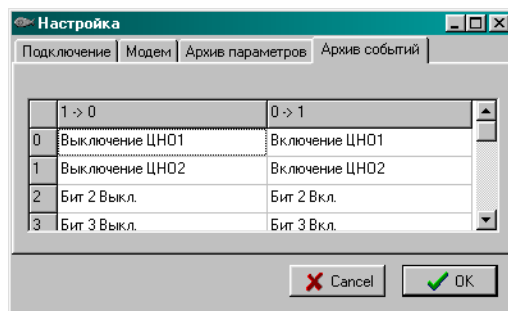 Настройка
Подключение Модем Архив параметров Архив событий
1 -> 0 0 -> 1
0 Выключение ЦНО1 Включение ЦНО1
1 Выключение ЦНО2 Включение ЦНО2
2 Бит 2 Выкл. Бит 2 Вкл.
3 Бит 3 Выкл. Бит 3 Вкл.
Cancel OK